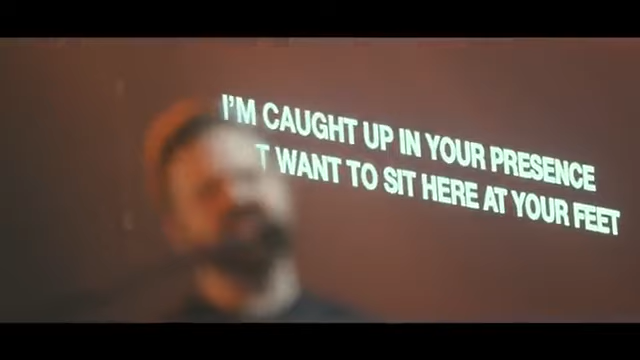 I'M CAUGHT UP IN YOUR PRESENCE
WANT TO SIT HERE AT YOUR FEET